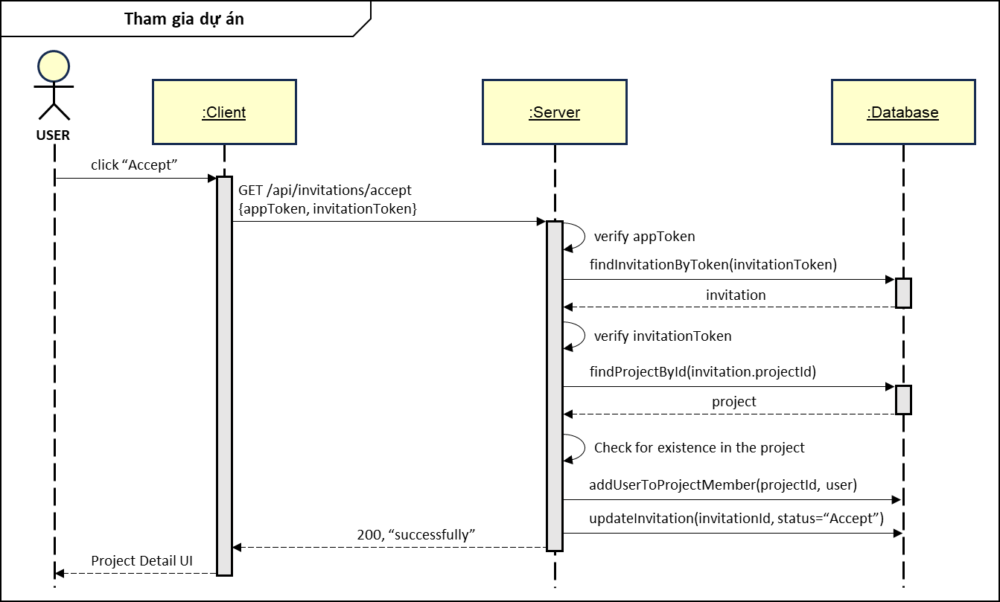 Tham gia dự án
USER
:Client
:Server
:Database
click “Accept”
GET /api/invitations/accept
{appToken, invitationToken}
verify appToken
findInvitationByToken(invitationToken)
invitation
verify invitationToken
findProjectById(invitation.projectId)
project
Check for existence in the project
addUserToProjectMember(projectId, user)
updateInvitation(invitationId, status=“Accept”)
200, “successfully”
Project Detail UI